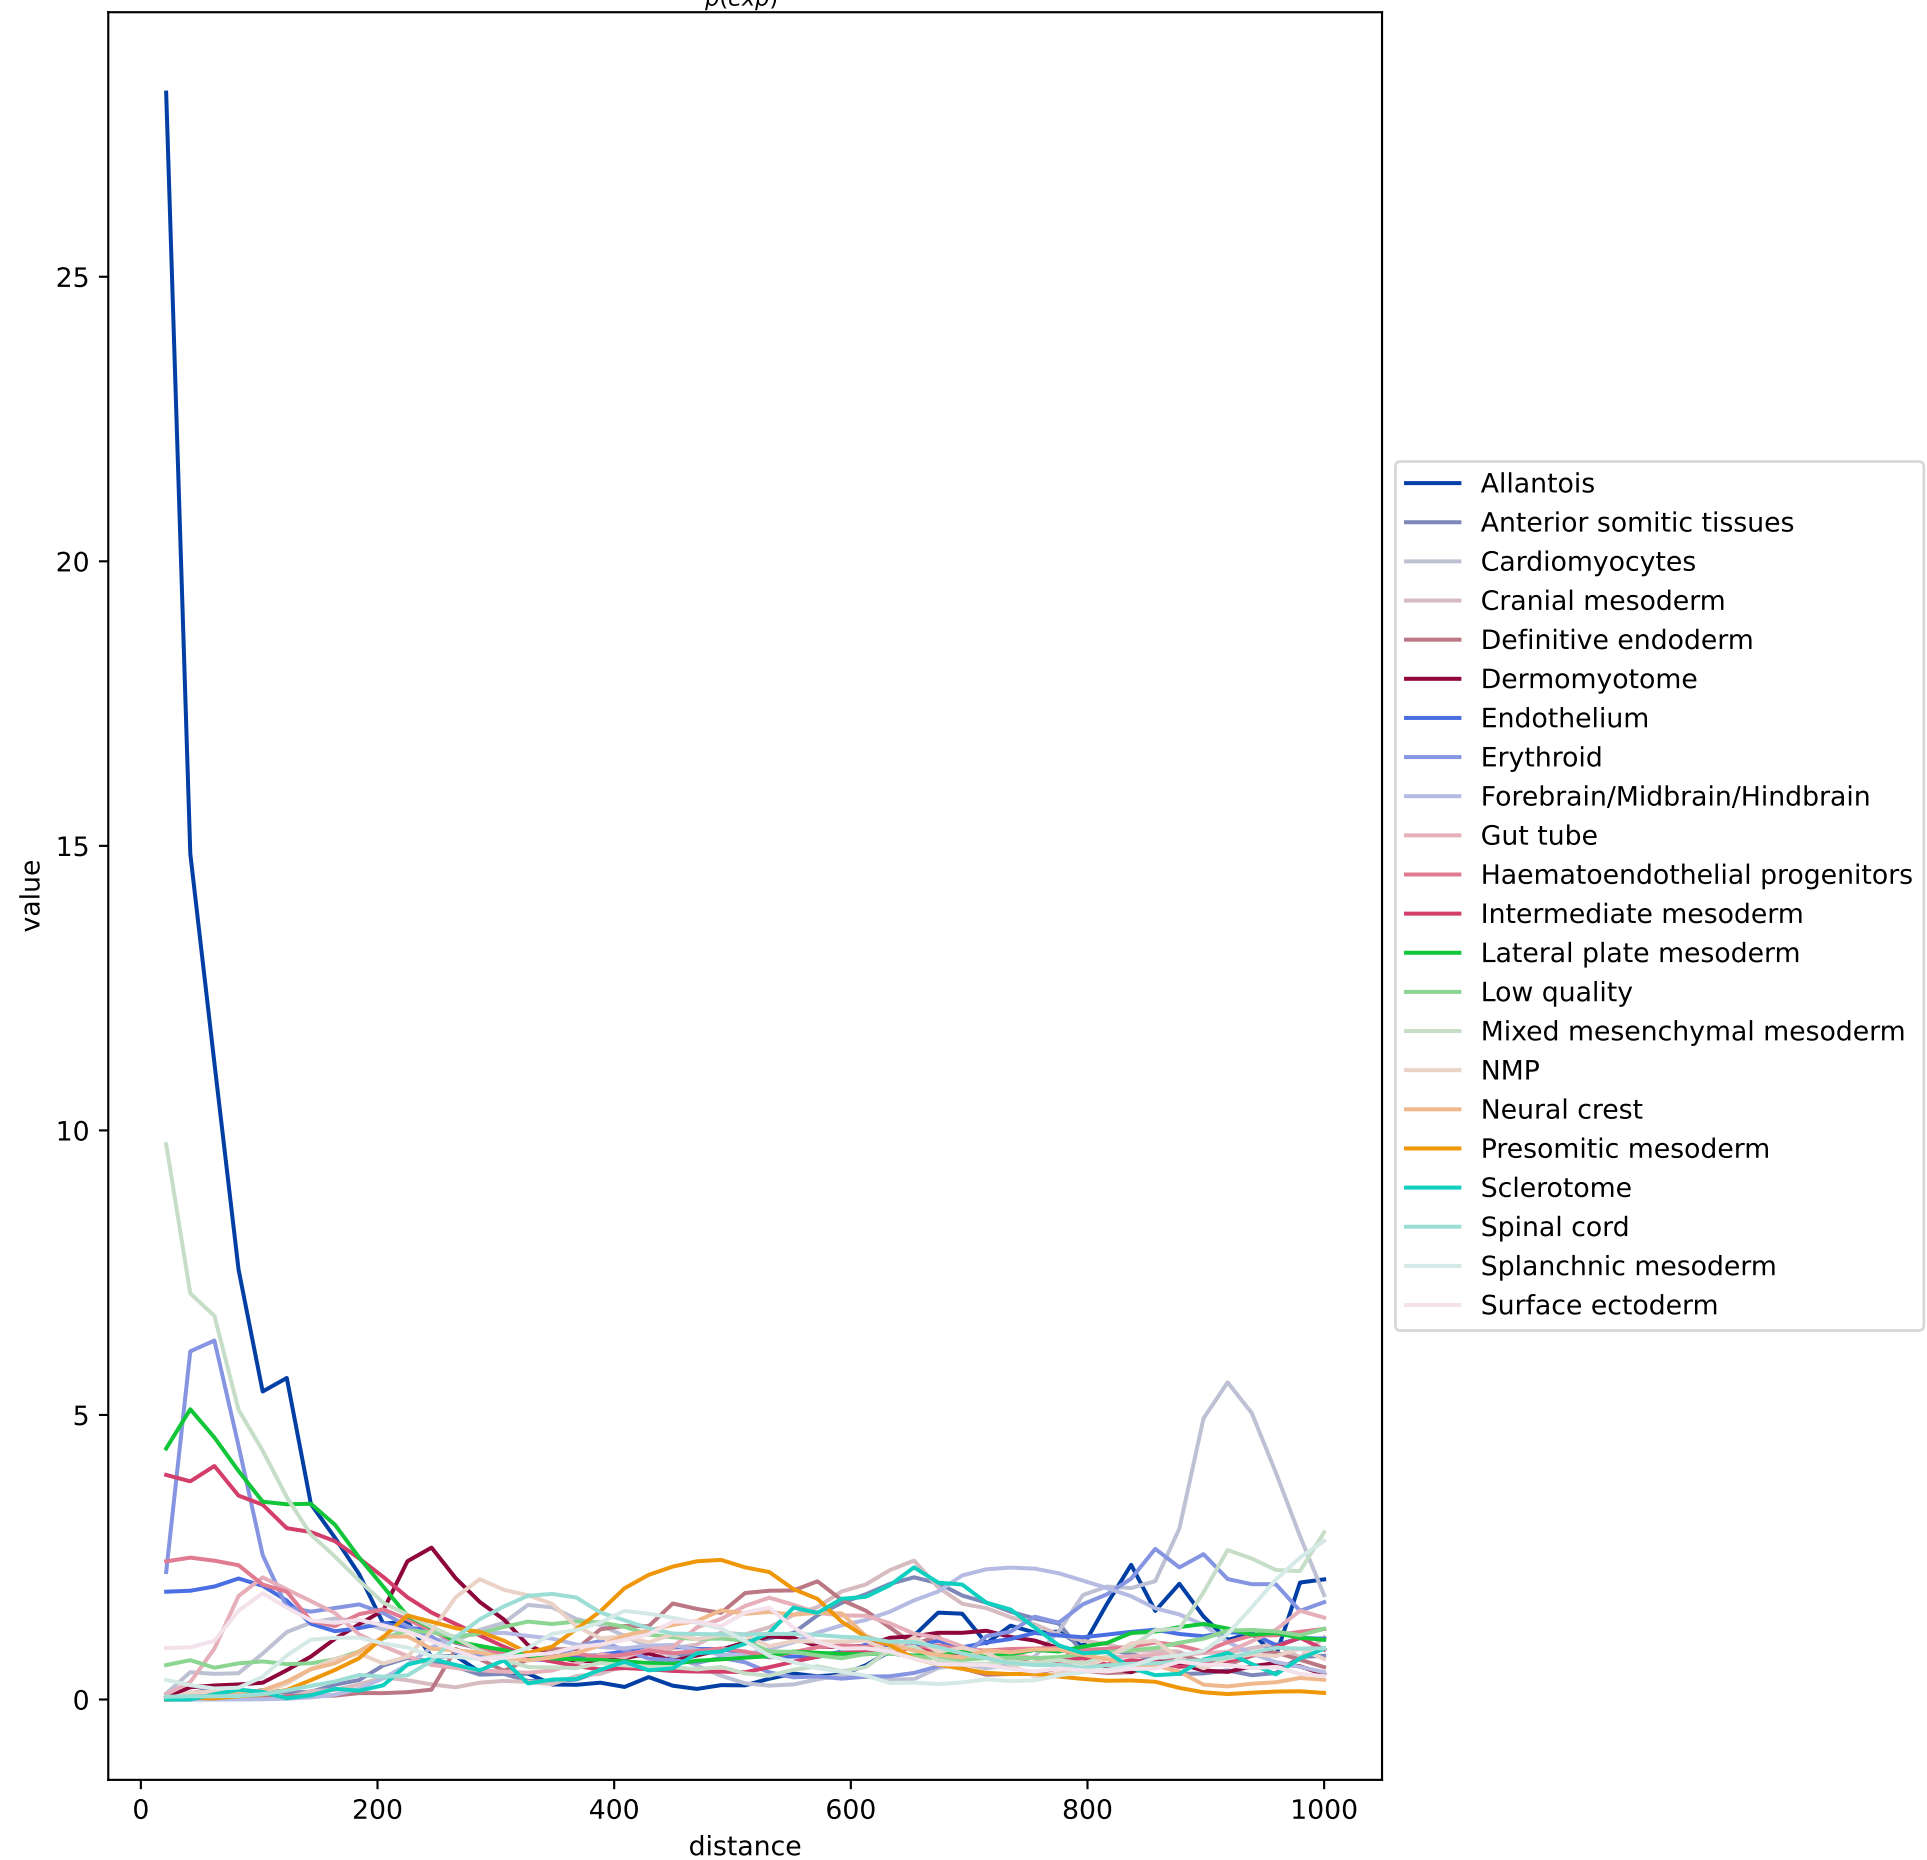 p(exp)
25
20
15
10
5
0
value
0 200 400 600 800 1000
distance
Allantois
Anterior somitic tissues
Cardiomyocytes
Cranial mesoderm
Definitive endoderm
Dermomyotome
Endothelium
Erythroid
Forebrain/Midbrain/Hindbrain
Gut tube
Haematoendothelial progenitors
Intermediate mesoderm
Lateral plate mesoderm
Low quality
Mixed mesenchymal mesoderm
NMP
Neural crest
Presomitic mesoderm
Sclerotome
Spinal cord
Splanchnic mesoderm
Surface ectoderm